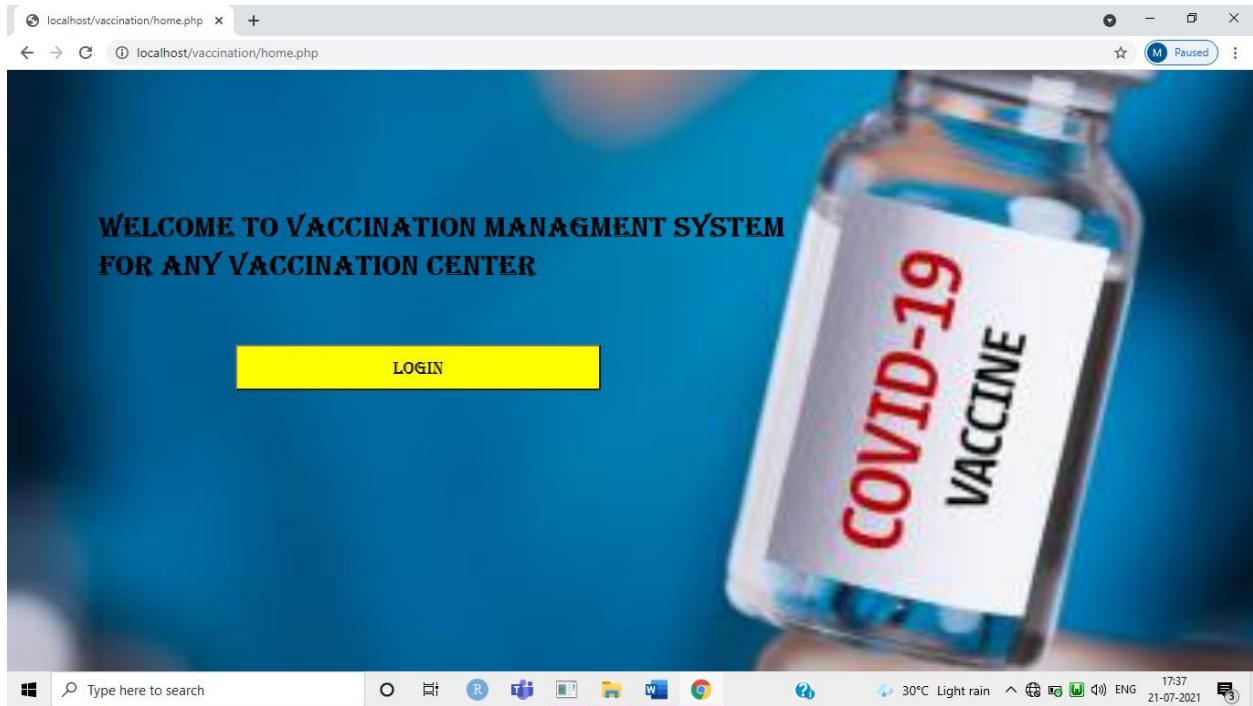 localhost/vaccination/home.php
localhost/vaccination/home.php
M Paused
WELCOME TO VACCINATION MANAGMENT SYSTEM
FOR ANY VACCINATION CENTER
LOGIN
COVID-19
VACCINE
Type here to search
R
W
30°C Light rain
ENG
17:37
21-07-2021
3